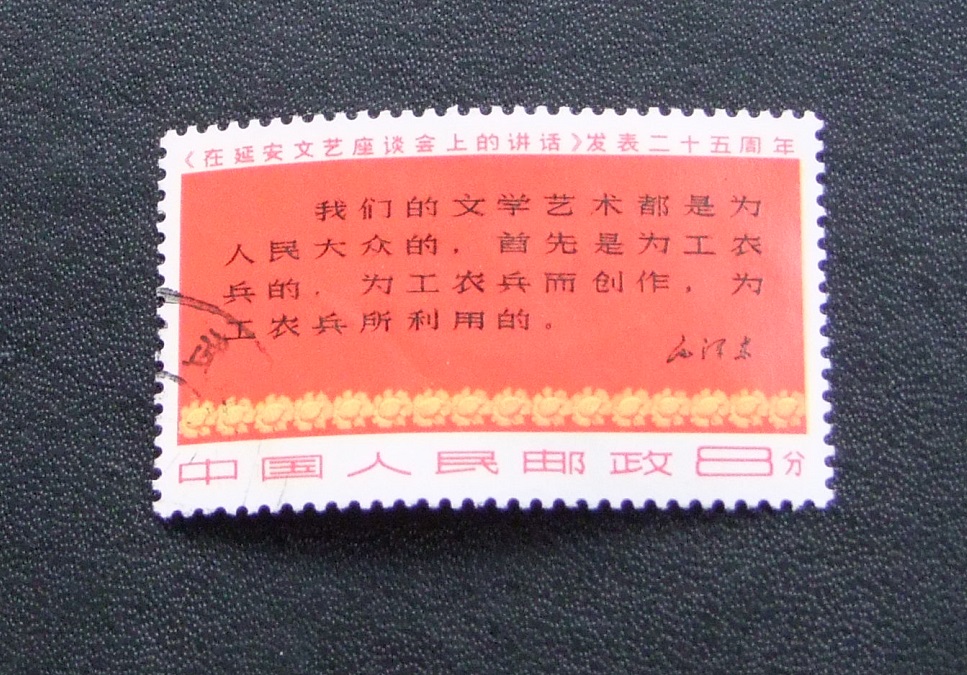 《在延安文艺座谈会上的讲话》发表二十五周年
我们的文学艺术都是为
人民大众的，首先是为工农
兵的，为工农兵而创作，为
工农兵所利用的。
毛泽东
中国人民邮政 8分